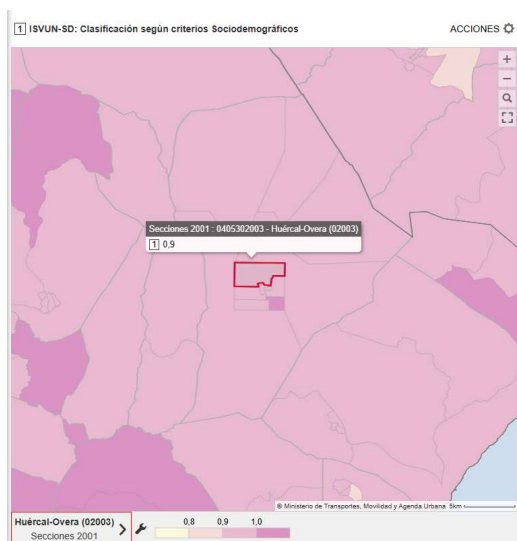 1 ISVUN-SD: Clasificación según criterios Sociodemográficos
ACCIONES
Secciones 2001 : 0405302003 - Huércal-Overa (02003)
1 0,9
© Ministerio de Transportes, Movilidad y Agenda Urbana 5km
Huércal-Overa (02003)
Secciones 2001
0,8 0,9 1,0